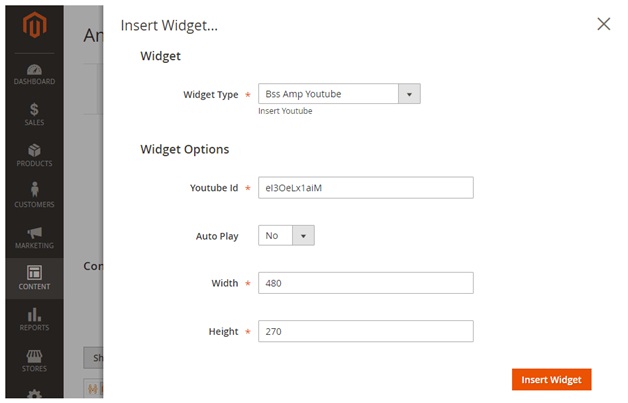 Insert Widget...
Widget
Widget Type *
Bss Amp Youtube
Insert Youtube
Widget Options
Youtube Id *
eI3OeLx1aiM
Auto Play
No
Width *
480
Height *
270
Insert Widget
An
Con
Sh
DASHBOARD
$
SALES
PRODUCTS
CUSTOMERS
MARKETING
CONTENT
REPORTS
STORES